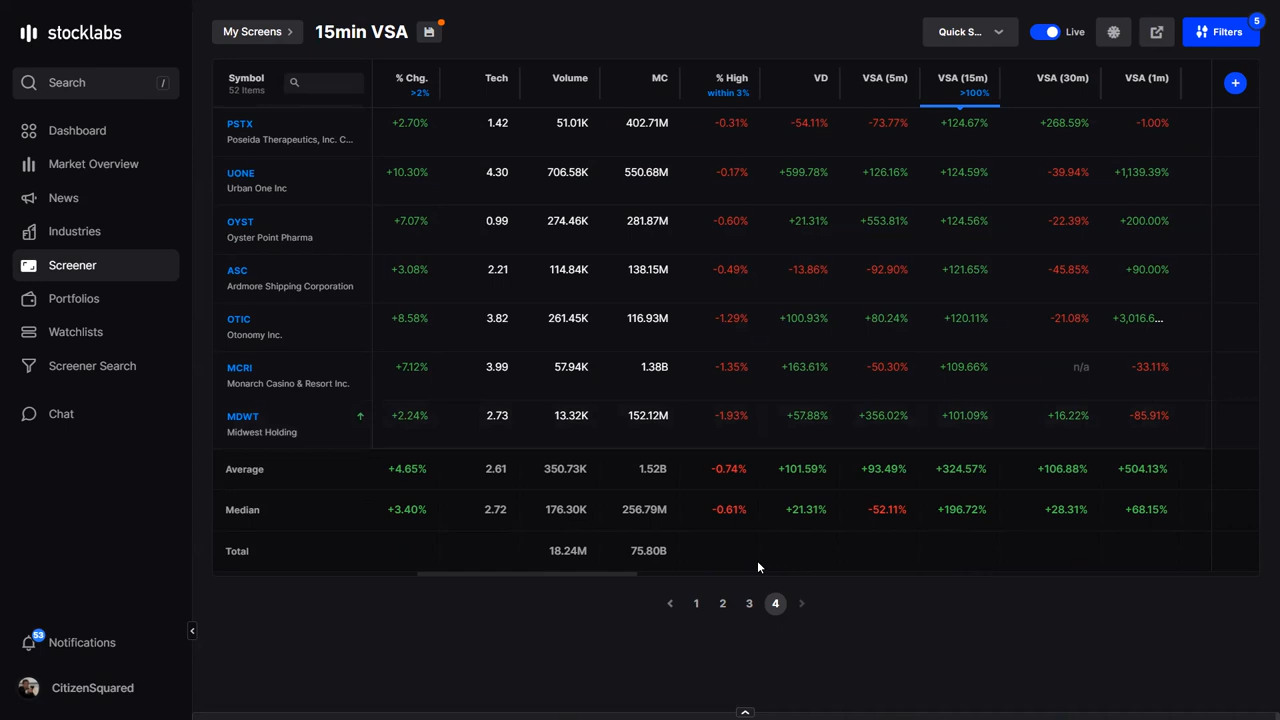 stocklabs
Search /
Dashboard
Market Overview
News
Industries
Screener
Portfolios
Watchlists
Screener Search
Chat
53
Notifications
CitizenSquared
My Screens
15min VSA
Quick S...
Live
Filters
5
Symbol
52 Items
% Chg.
>2%
Tech
Volume
MC
% High
within 3%
VD
VSA (5m)
VSA (15m)
>100%
VSA (30m)
VSA (1m)
PSTX +2.70% 1.42 51.01K 402.71M -0.31% -54.11% -73.77% +124.67% +268.59% -1.00%
Poseida Therapeutics, Inc. C...
UONE +10.30% 4.30 706.58K 550.68M -0.17% +599.78% +126.16% +124.59% -39.94% +1,139.39%
Urban One Inc
OYST +7.07% 0.99 274.46K 281.87M -0.60% +21.31% +553.81% +124.56% -22.39% +200.00%
Oyster Point Pharma
ASC +3.08% 2.21 114.84K 138.15M -0.49% -13.86% -92.90% +121.65% -45.85% +90.00%
Ardmore Shipping Corporation
OTIC +8.58% 3.82 261.45K 116.93M -1.29% +100.93% +80.24% +120.11% -21.08% +3,016.6...
Otonomy Inc.
MCRI +7.12% 3.99 57.94K 1.38B -1.35% +163.61% -50.30% +109.66% n/a -33.11%
Monarch Casino & Resort Inc.
MDWT +2.24% 2.73 13.32K 152.12M -1.93% +57.88% +356.02% +101.09% +16.22% -85.91%
Midwest Holding
Average +4.65% 2.61 350.73K 1.52B -0.74% +101.59% +93.49% +324.57% +106.88% +504.13%
Median +3.40% 2.72 176.30K 256.79M -0.61% +21.31% -52.11% +196.72% +28.31% +68.15%
Total 18.24M 75.80B
1 2 3 4